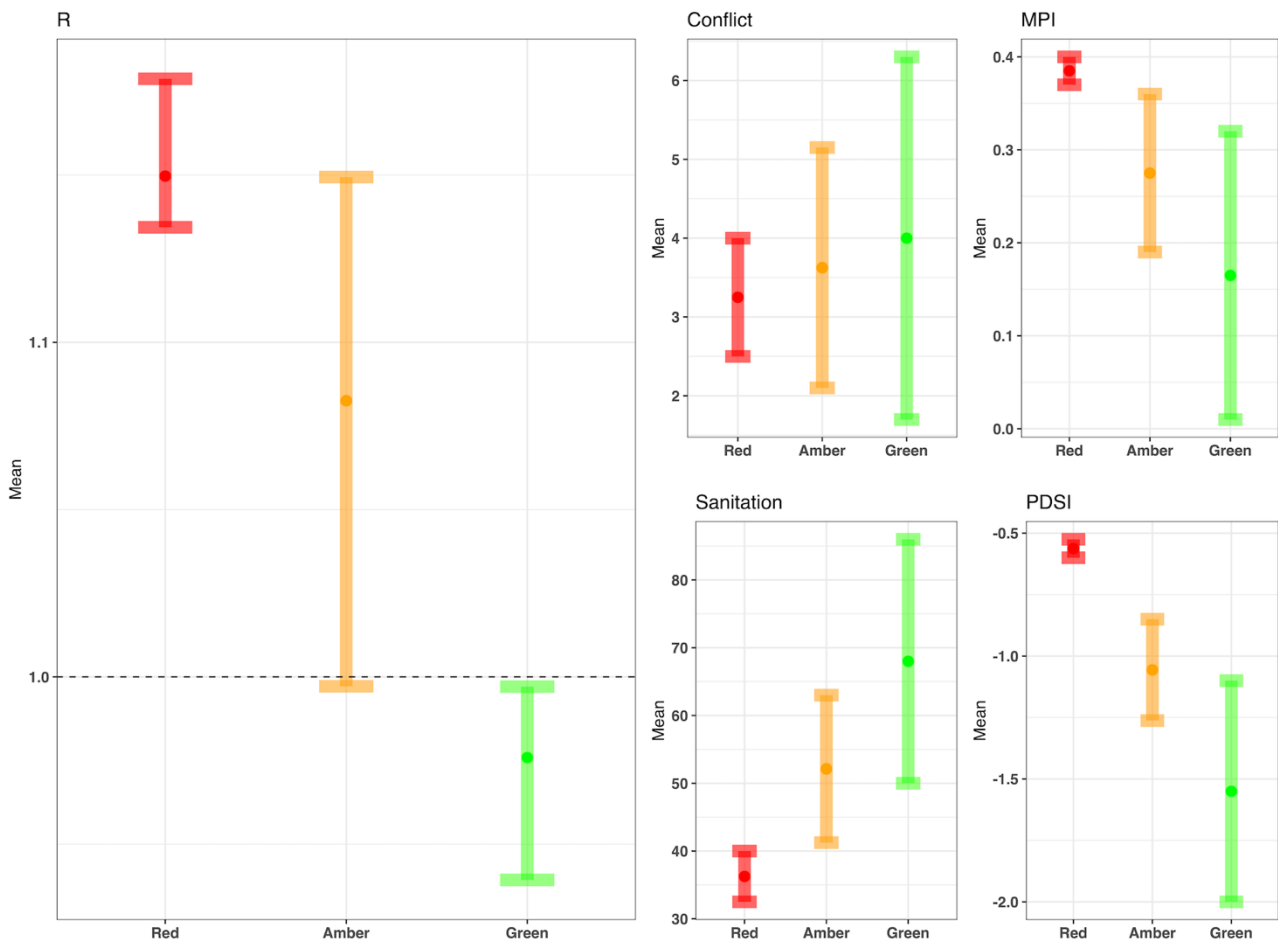 R
Mean
1.1
1.0
Red Amber Green
Conflict
Mean
6
5
4
3
2
Red Amber Green
MPI
Mean
0.4
0.3
0.2
0.1
0.0
Red Amber Green
Sanitation
Mean
80
70
60
50
40
30
Red Amber Green
PDSI
Mean
-0.5
-1.0
-1.5
-2.0
Red Amber Green